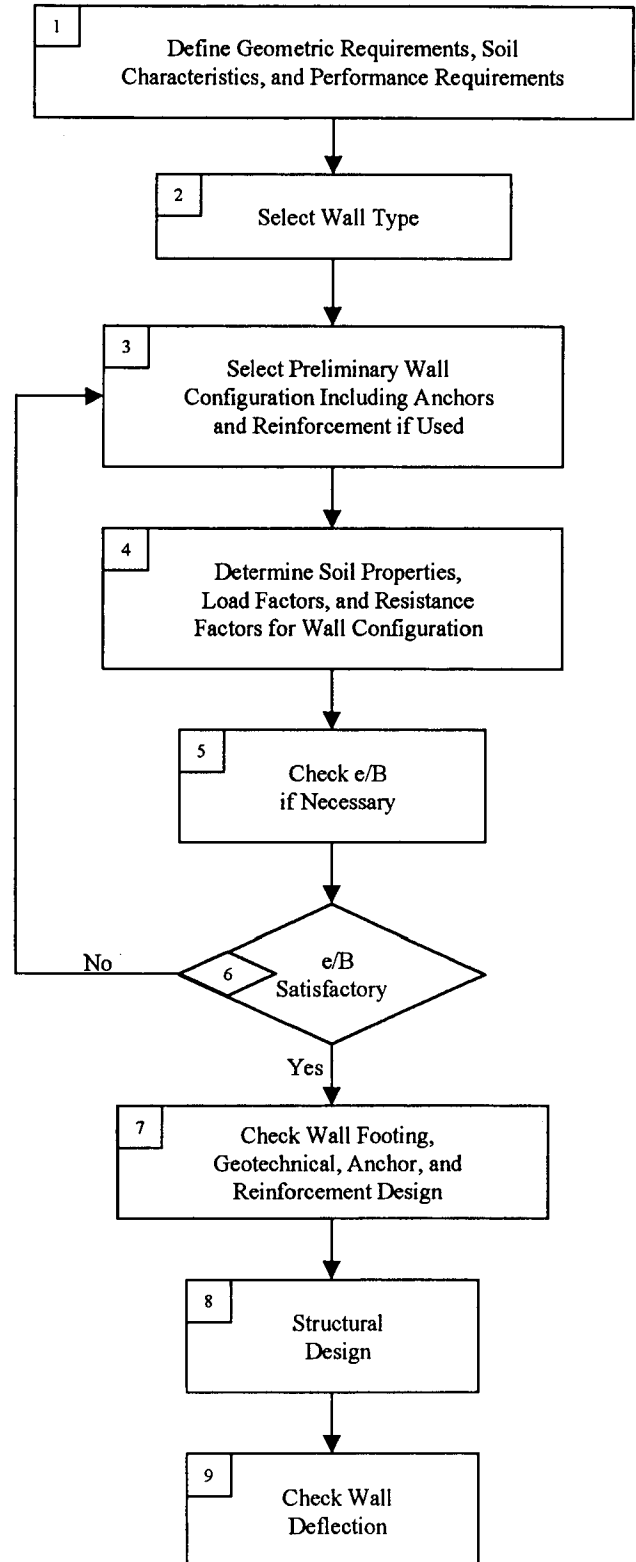 1
Define Geometric Requirements, Soil
Characteristics, and Performance Requirements
2
Select Wall Type
3
Select Preliminary Wall
Configuration Including Anchors
and Reinforcement if Used
4
Determine Soil Properties,
Load Factors, and Resistance
Factors for Wall Configuration
5
Check e/B
if Necessary
No
6
e/B
Satisfactory
Yes
7
Check Wall Footing,
Geotechnical, Anchor, and
Reinforcement Design
8
Structural
Design
9
Check Wall
Deflection